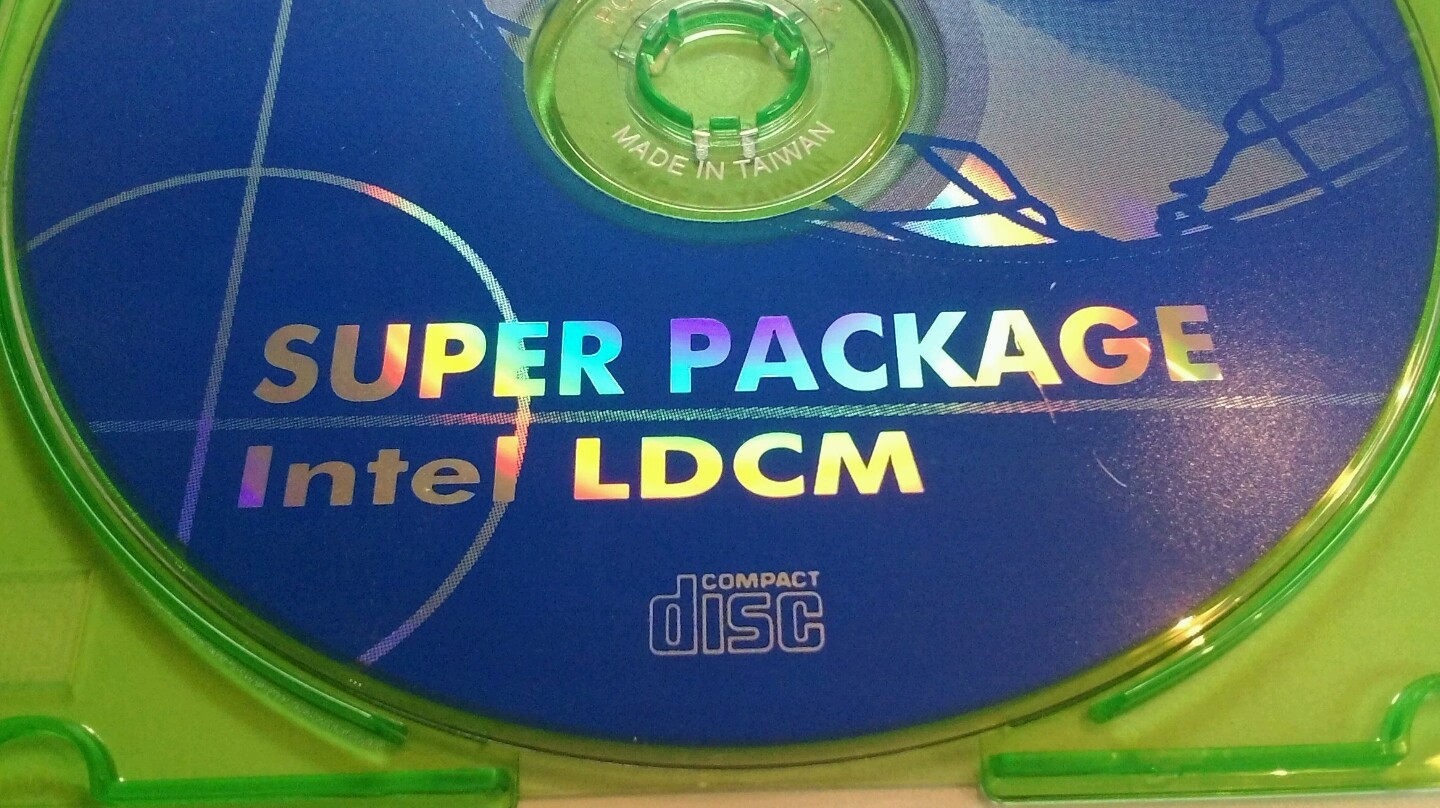 MADE IN TAIWAN
SUPER PACKAGE
Intel LDCM
COMPACT
disc